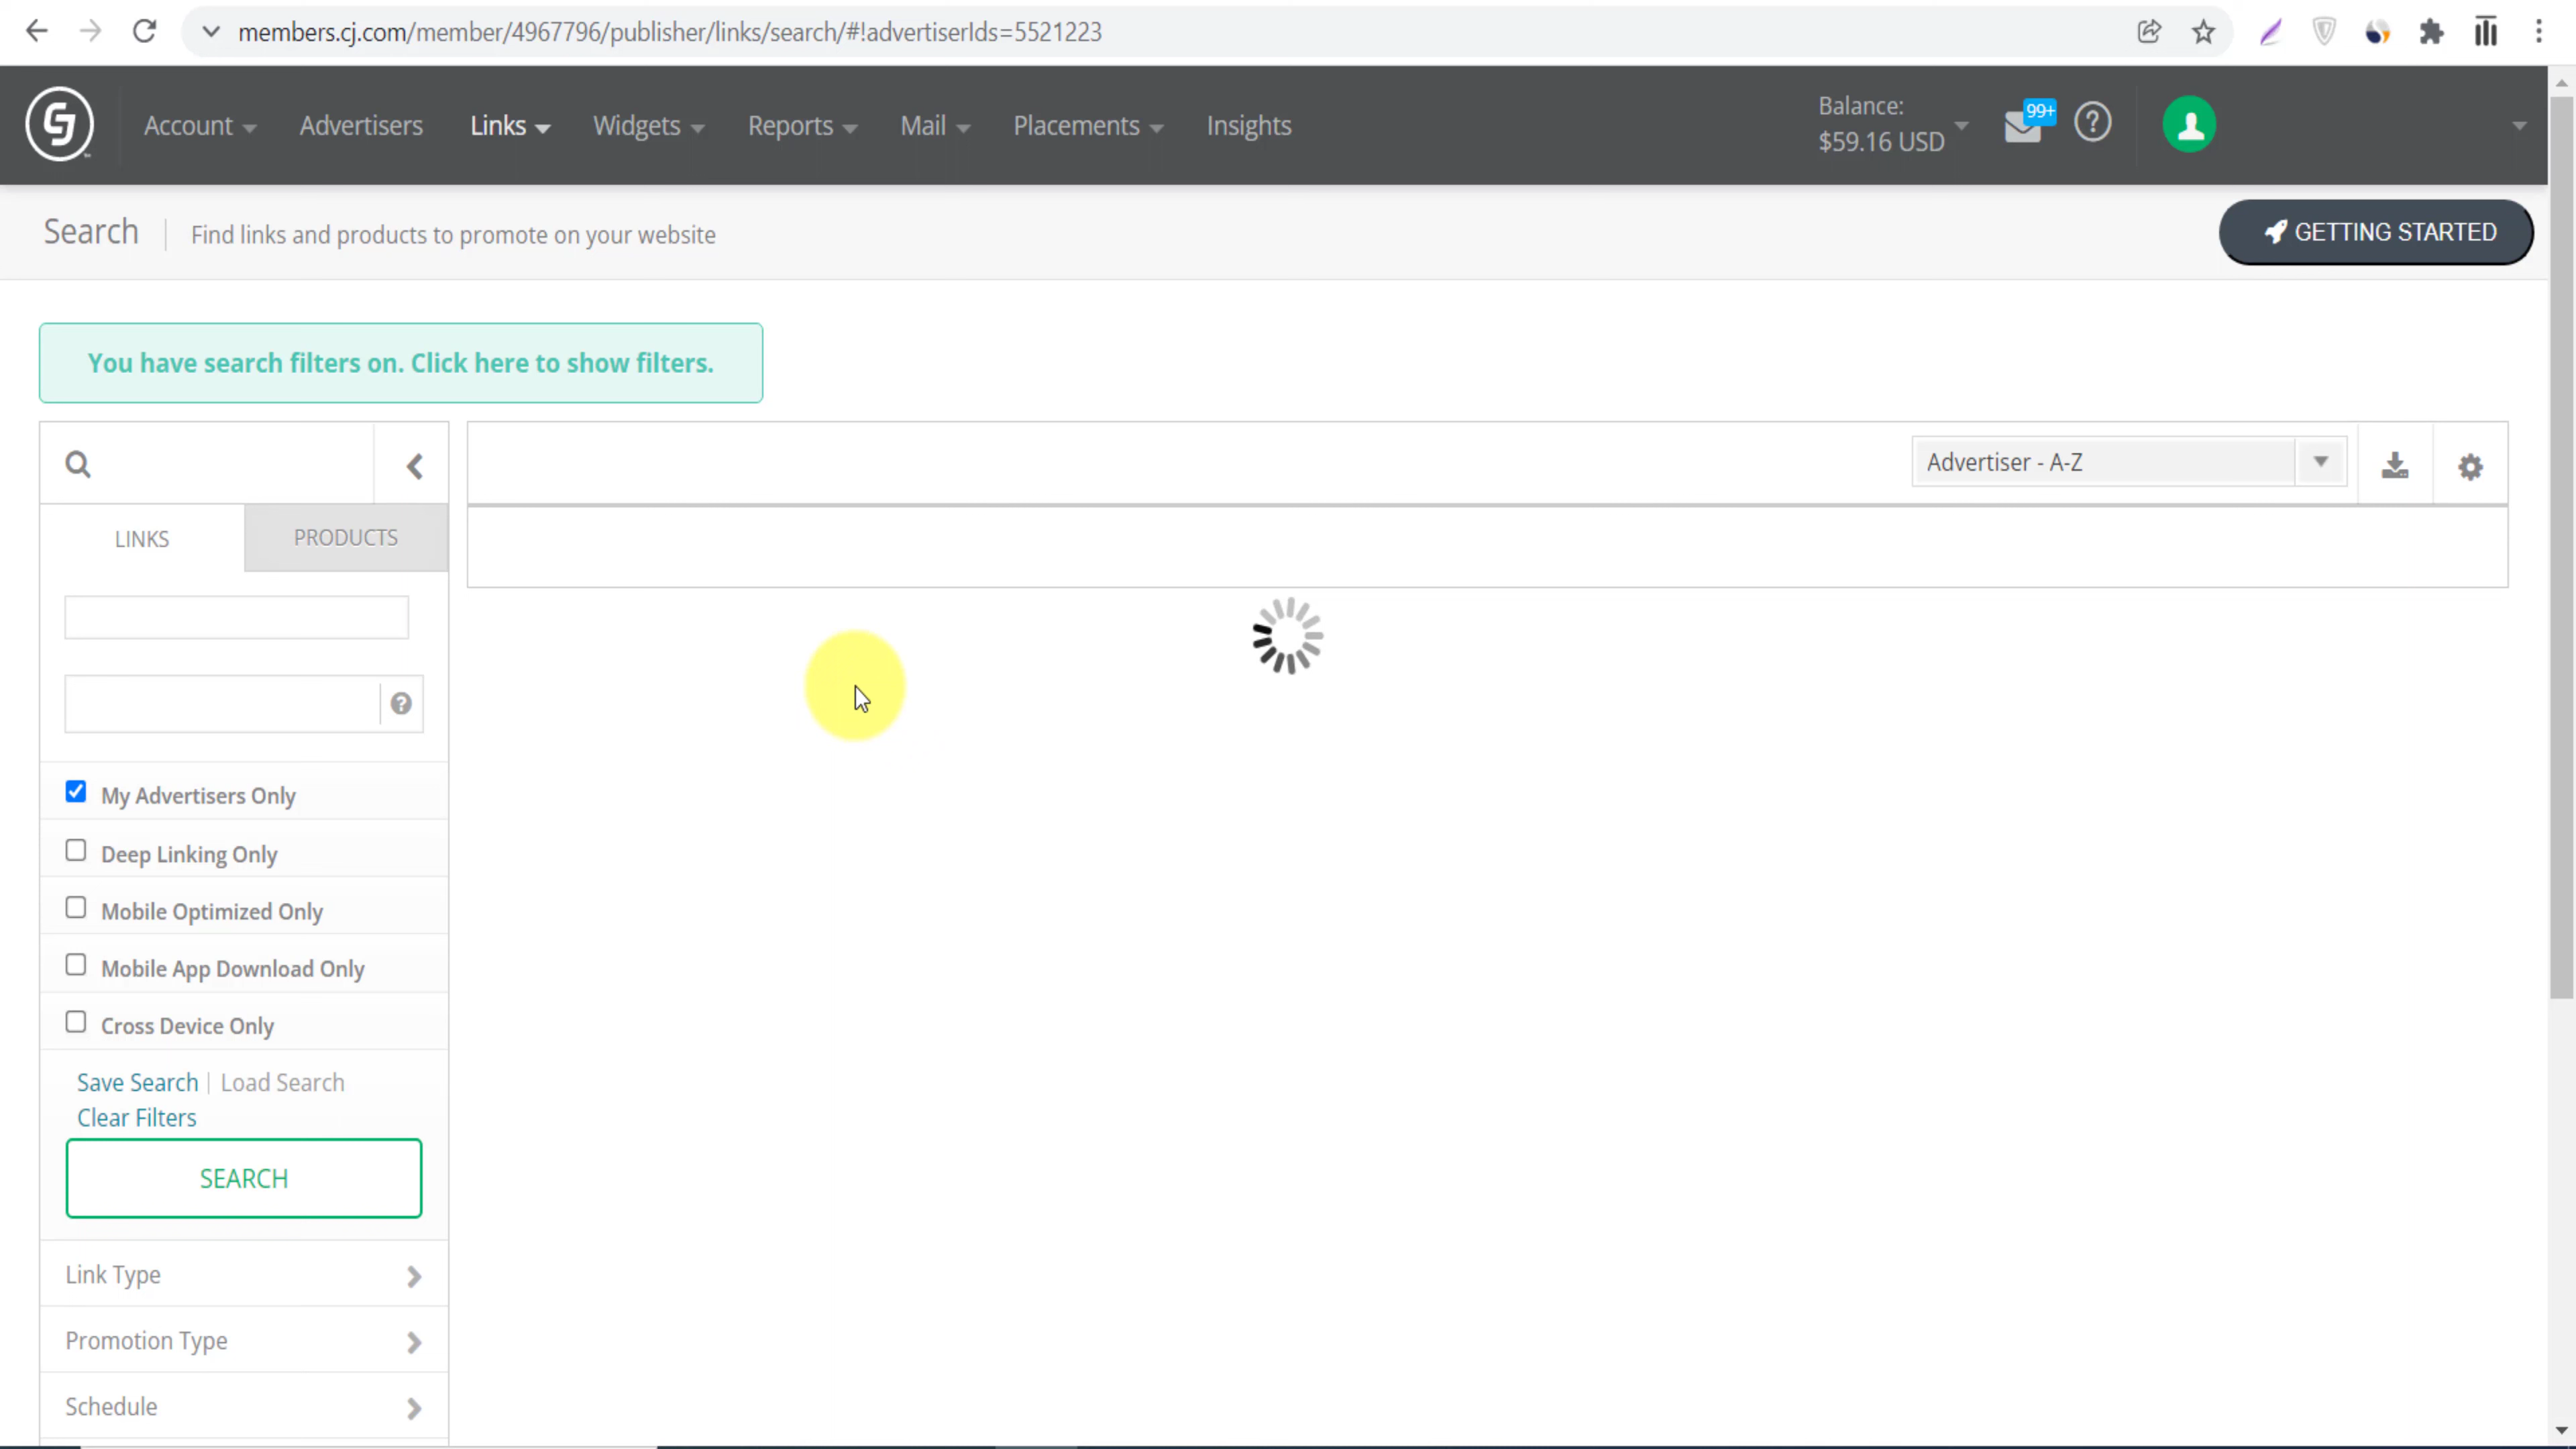 members.cj.com/member/4967796/publisher/links/search/#!advertiserIds=5521223
Account Advertisers Links Widgets Reports Mail Placements Insights
Balance:
$59.16 USD
99+
Search
Find links and products to promote on your website
GETTING STARTED
You have search filters on. Click here to show filters.
Advertiser - A-Z
LINKS
PRODUCTS
My Advertisers Only
Deep Linking Only
Mobile Optimized Only
Mobile App Download Only
Cross Device Only
Save Search | Load Search
Clear Filters
SEARCH
Link Type
Promotion Type
Schedule